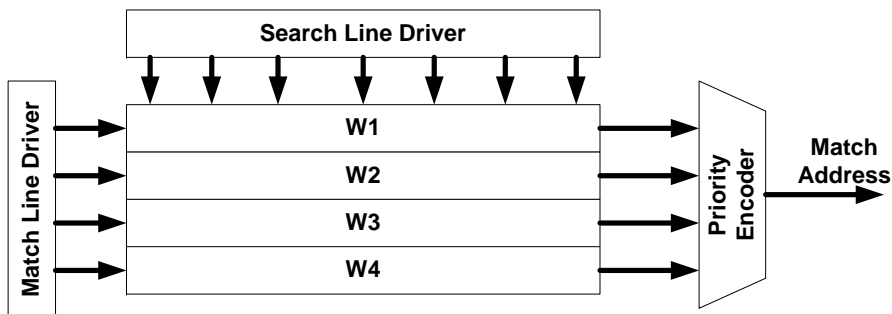 Search Line Driver
Match Line Driver
W1
W2
W3
W4
Priority
Encoder
Match
Address